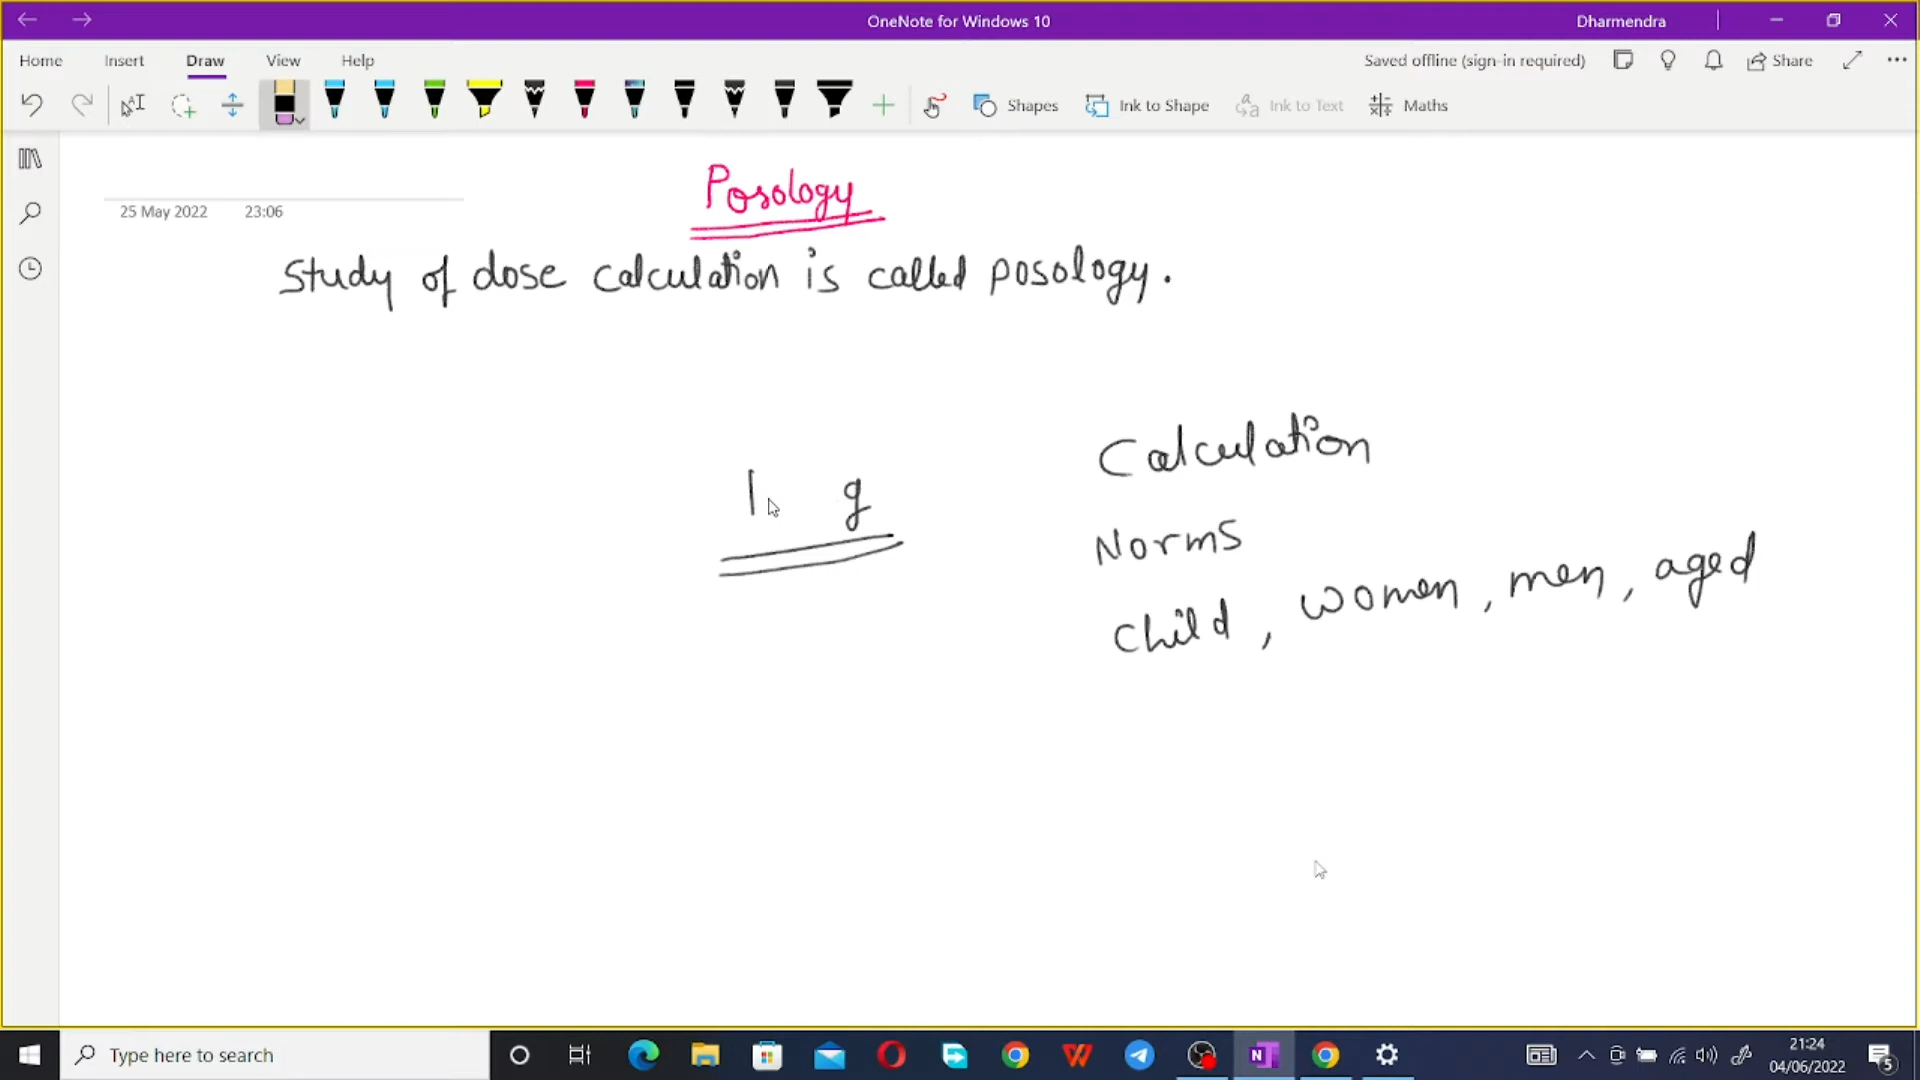 OneNote for Windows 10
Dharmendra
Home Insert Draw View Help
Saved offline (sign-in required)
Share
Shapes
Ink to Shape
Ink to Text
Maths
Posology
25 May 2022 23:06
Study of dose calculation is called posology.
Calculation
1 g
Norms
child, women, men, aged
Type here to search
21:24
04/06/2022
5